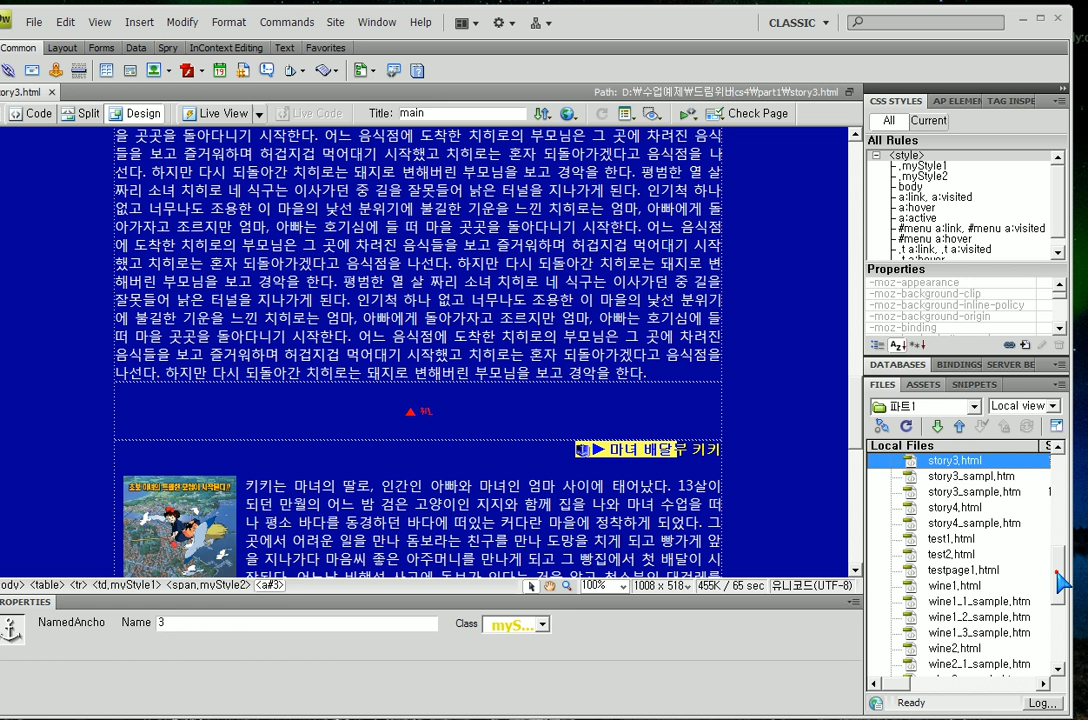 File Edit View Insert Modify Format Commands Site Window Help CLASSIC
Common Layout Forms Data Spry InContext Editing Text Favorites
ory3.html Path: D:₩수업예제₩드림위버cs4₩part1₩story3.html
Code Split Design Live View Live Code Title: main Check Page
을 곳곳을 돌아다니기 시작한다. 어느 음식점에 도착한 치히로의 부모님은 그 곳에 차려진 음식
들을 보고 즐거워하며 허겁지겁 먹어대기 시작했고 치히로는 혼자 되돌아가겠다고 음식점을 나
선다. 하지만 다시 되돌아간 치히로는 돼지로 변해버린 부모님을 보고 경악을 한다. 평범한 열 살
짜리 소녀 치히로 네 식구는 이사가던 중 길을 잘못들어 낡은 터널을 지나가게 된다. 인기척 하나
없고 너무나도 조용한 이 마을의 낯선 분위기에 불길한 기운을 느낀 치히로는 엄마, 아빠에게 돌
아가자고 조르지만 엄마, 아빠는 호기심에 들 떠 마을 곳곳을 돌아다니기 시작한다. 어느 음식점
에 도착한 치히로의 부모님은 그 곳에 차려진 음식들을 보고 즐거워하며 허겁지겁 먹어대기 시작
했고 치히로는 혼자 되돌아가겠다고 음식점을 나선다. 하지만 다시 되돌아간 치히로는 돼지로 변
해버린 부모님을 보고 경악을 한다. 평범한 열 살 짜리 소녀 치히로 네 식구는 이사가던 중 길을
잘못들어 낡은 터널을 지나가게 된다. 인기척 하나 없고 너무나도 조용한 이 마을의 낯선 분위기
에 불길한 기운을 느낀 치히로는 엄마, 아빠에게 돌아가자고 조르지만 엄마, 아빠는 호기심에 들
떠 마을 곳곳을 돌아다니기 시작한다. 어느 음식점에 도착한 치히로의 부모님은 그 곳에 차려진
음식들을 보고 즐거워하며 허겁지겁 먹어대기 시작했고 치히로는 혼자 되돌아가겠다고 음식점을
나선다. 하지만 다시 되돌아간 치히로는 돼지로 변해버린 부모님을 보고 경악을 한다.
▲ 위로
▶ 마녀 배달부 키키
키키는 마녀의 딸로, 인간인 아빠와 마녀인 엄마 사이에 태어났다. 13살이
되던 만월의 어느 밤 검은 고양이인 지지와 함께 집을 나와 마녀 수업을 떠
나 평소 바다를 동경하던 바다에 떠있는 커다란 마을에 정착하게 되었다. 그
곳에서 어려운 일을 만나 돔보라는 친구를 만나 도망을 치게 되고 빵가게 앞
을 지나가다 마음씨 좋은 아주머니를 만나게 되고 그 빵집에서 첫 배달이 시
<body> <table> <tr> <td.myStyle1> <span.myStyle2> <a#3> 100% 1008 x 518 455K / 65 sec 유니코드(UTF-8)
PROPERTIES
NamedAncho Name 3 Class myS...
CSS STYLES AP ELEMEN TAG INSPE
All Current
All Rules
<style>
.myStyle1
.myStyle2
body
a:link, a:visited
a:hover
a:active
#menu a:link, #menu a:visited
#menu a:hover
.t a:link, .t a:visited
.t a:hover
Properties
-moz-appearance
-moz-background-clip
-moz-background-inline-policy
-moz-background-origin
-moz-binding
DATABASES BINDINGS SERVER BE
FILES ASSETS SNIPPETS
파트1 Local view
Local Files S
story3.html
story3_sampl.html
story3_sample.htm 1
story4.html
story4_sample.htm
test1.html
test2.html
testpage1.html
wine1.html
wine1_1_sample.htm
wine1_2_sample.htm
wine1_3_sample.htm
wine2.html
wine2_1_sample.htm
Ready Log...